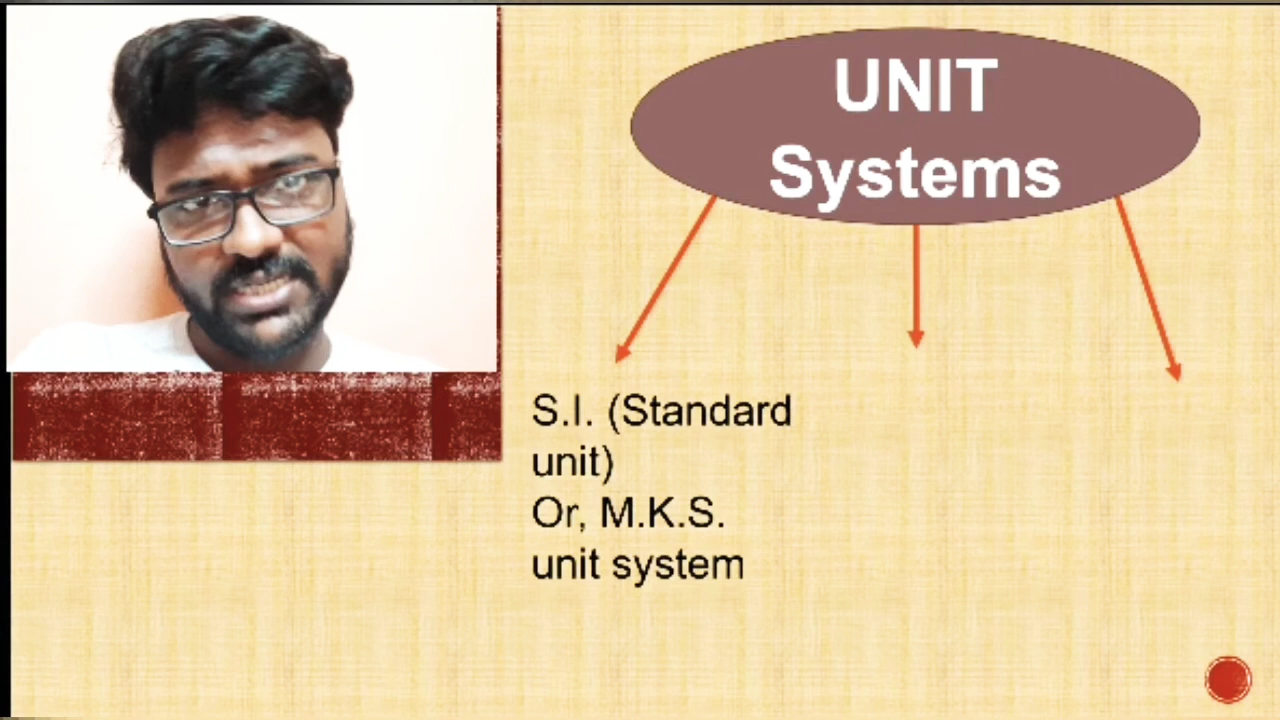 UNIT
Systems
S.I. (Standard
unit)
Or, M.K.S.
unit system